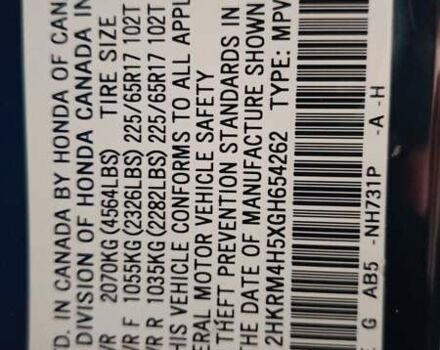 D. IN CANADA BY HONDA OF CAN
DIVISION OF HONDA CANADA IN
VR 2070KG (4564LBS) TIRE SIZE
VR F 1055KG (2326LBS) 225/65R17 102T
VR R 1035KG (2282LBS) 225/65R17 102T
HIS VEHICLE CONFORMS TO ALL APPL
ERAL MOTOR VEHICLE SAFETY
THEFT PREVENTION STANDARDS IN
THE DATE OF MANUFACTURE SHOWN
2HKRM4H5XGH654262 TYPE: MPV
G AB5 -NH731P -A -H